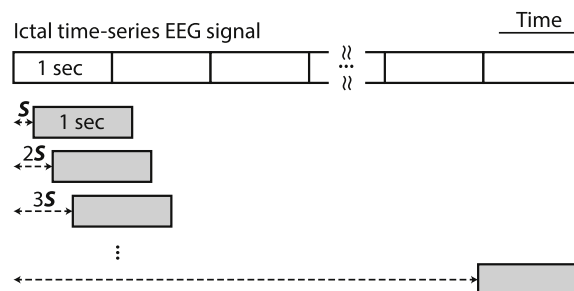 Time
Ictal time-series EEG signal
1 sec
...
S
1 sec
2S
3S
⋮